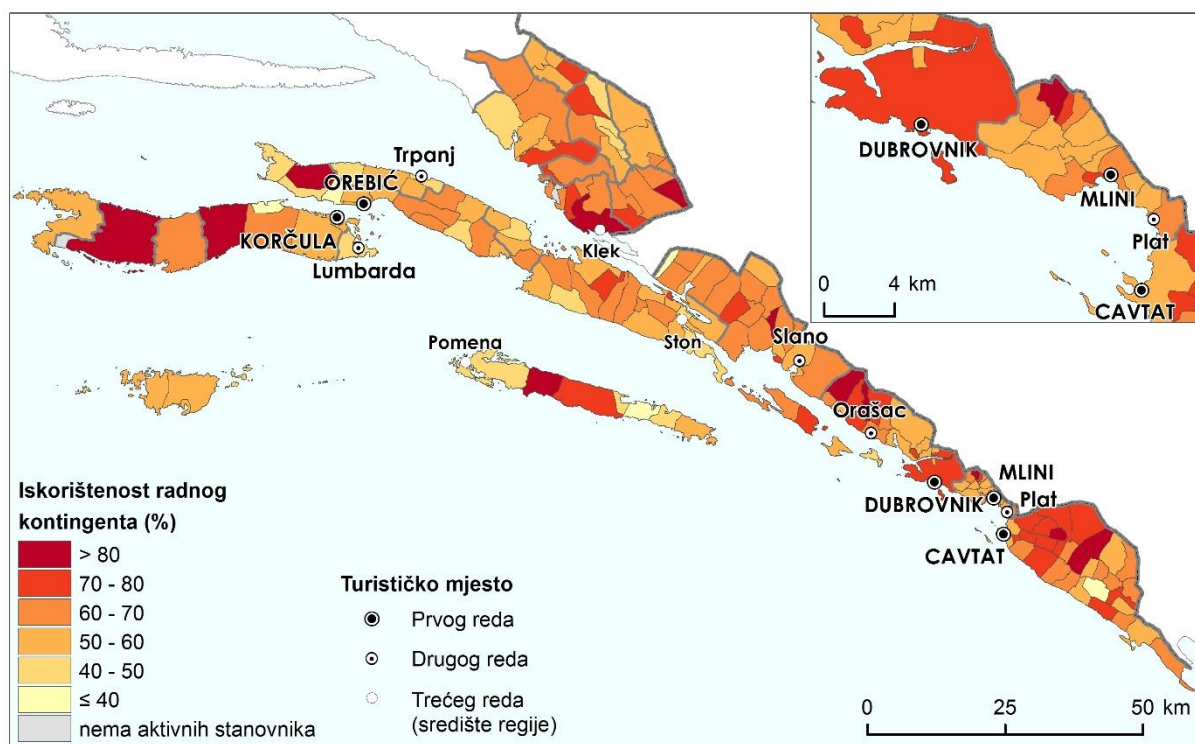 Trpanj
OREBIĆ
KORČULA
Lumbarda
Klek
Pomena
Ston
Slano
Orašac
DUBROVNIK
MLINI
Plat
CAVTAT
DUBROVNIK
MLINI
Plat
CAVTAT
0 4 km
Iskorištenost radnog
kontingenta (%)
> 80
70 - 80
60 - 70
50 - 60
40 - 50
≤ 40
nema aktivnih stanovnika
Turističko mjesto
Prvog reda
Drugog reda
Trećeg reda
(središte regije)
0 25 50 km